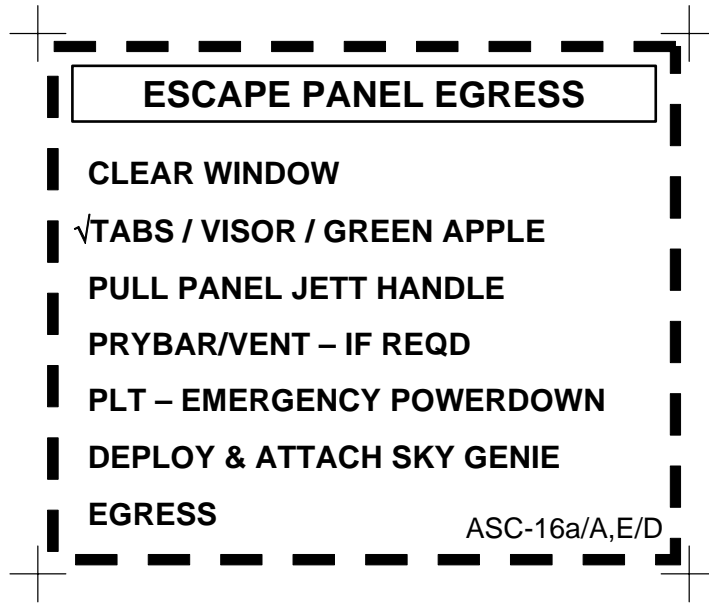 ESCAPE PANEL EGRESS
CLEAR WINDOW
√TABS / VISOR / GREEN APPLE
PULL PANEL JETT HANDLE
PRYBAR/VENT – IF REQD
PLT – EMERGENCY POWERDOWN
DEPLOY & ATTACH SKY GENIE
EGRESS
ASC-16a/A,E/D